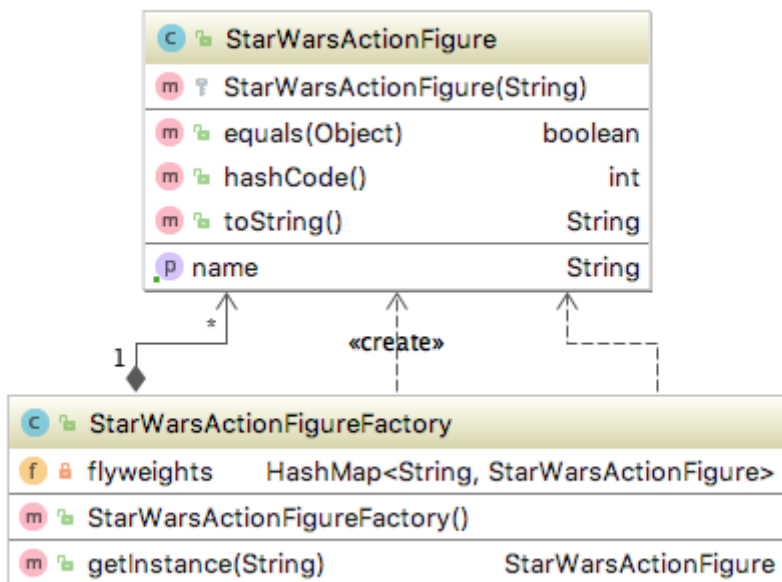 C StarWarsActionFigure
m StarWarsActionFigure(String)
m equals(Object) boolean
m hashCode() int
m toString() String
p name String
*
«create»
1
C StarWarsActionFigureFactory
f flyweights HashMap<String, StarWarsActionFigure>
m StarWarsActionFigureFactory()
m getInstance(String) StarWarsActionFigure